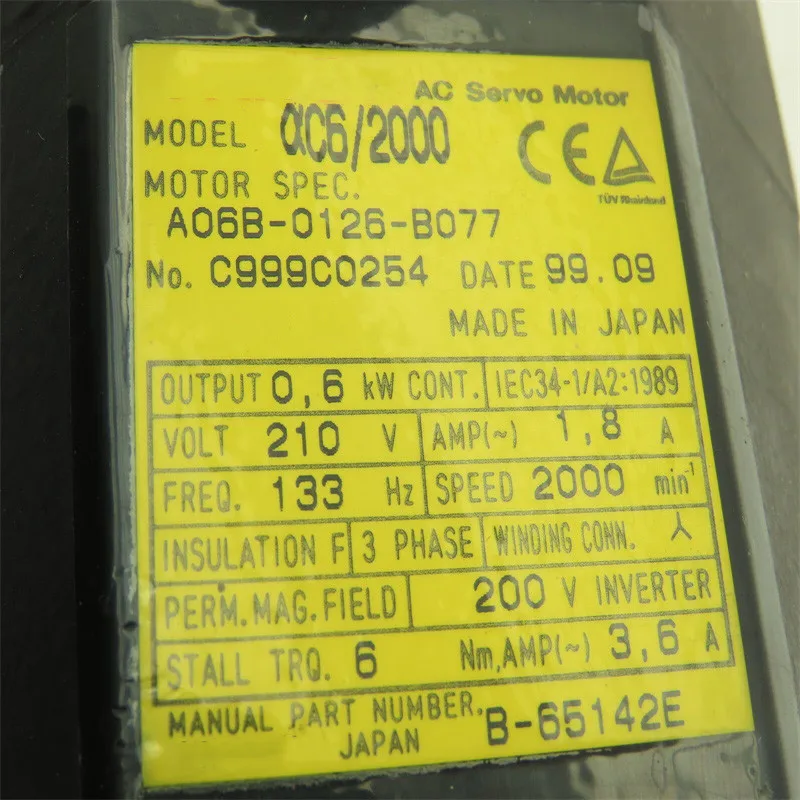 AC Servo Motor
MODEL αC6/2000
CE
TÜV Rheinland
MOTOR SPEC.
A06B-0126-B077
No. C999C0254 DATE 99.09
MADE IN JAPAN
OUTPUT 0,6 kW CONT. IEC34-1/A2:1989
VOLT 210 V AMP(~) 1,8 A
FREQ. 133 Hz SPEED 2000 min⁻¹
INSULATION F 3 PHASE WINDING CONN. ⅄
PERM.MAG.FIELD 200 V INVERTER
STALL TRQ. 6 Nm,AMP(~) 3,6 A
MANUAL PART NUMBER. B-65142E
JAPAN